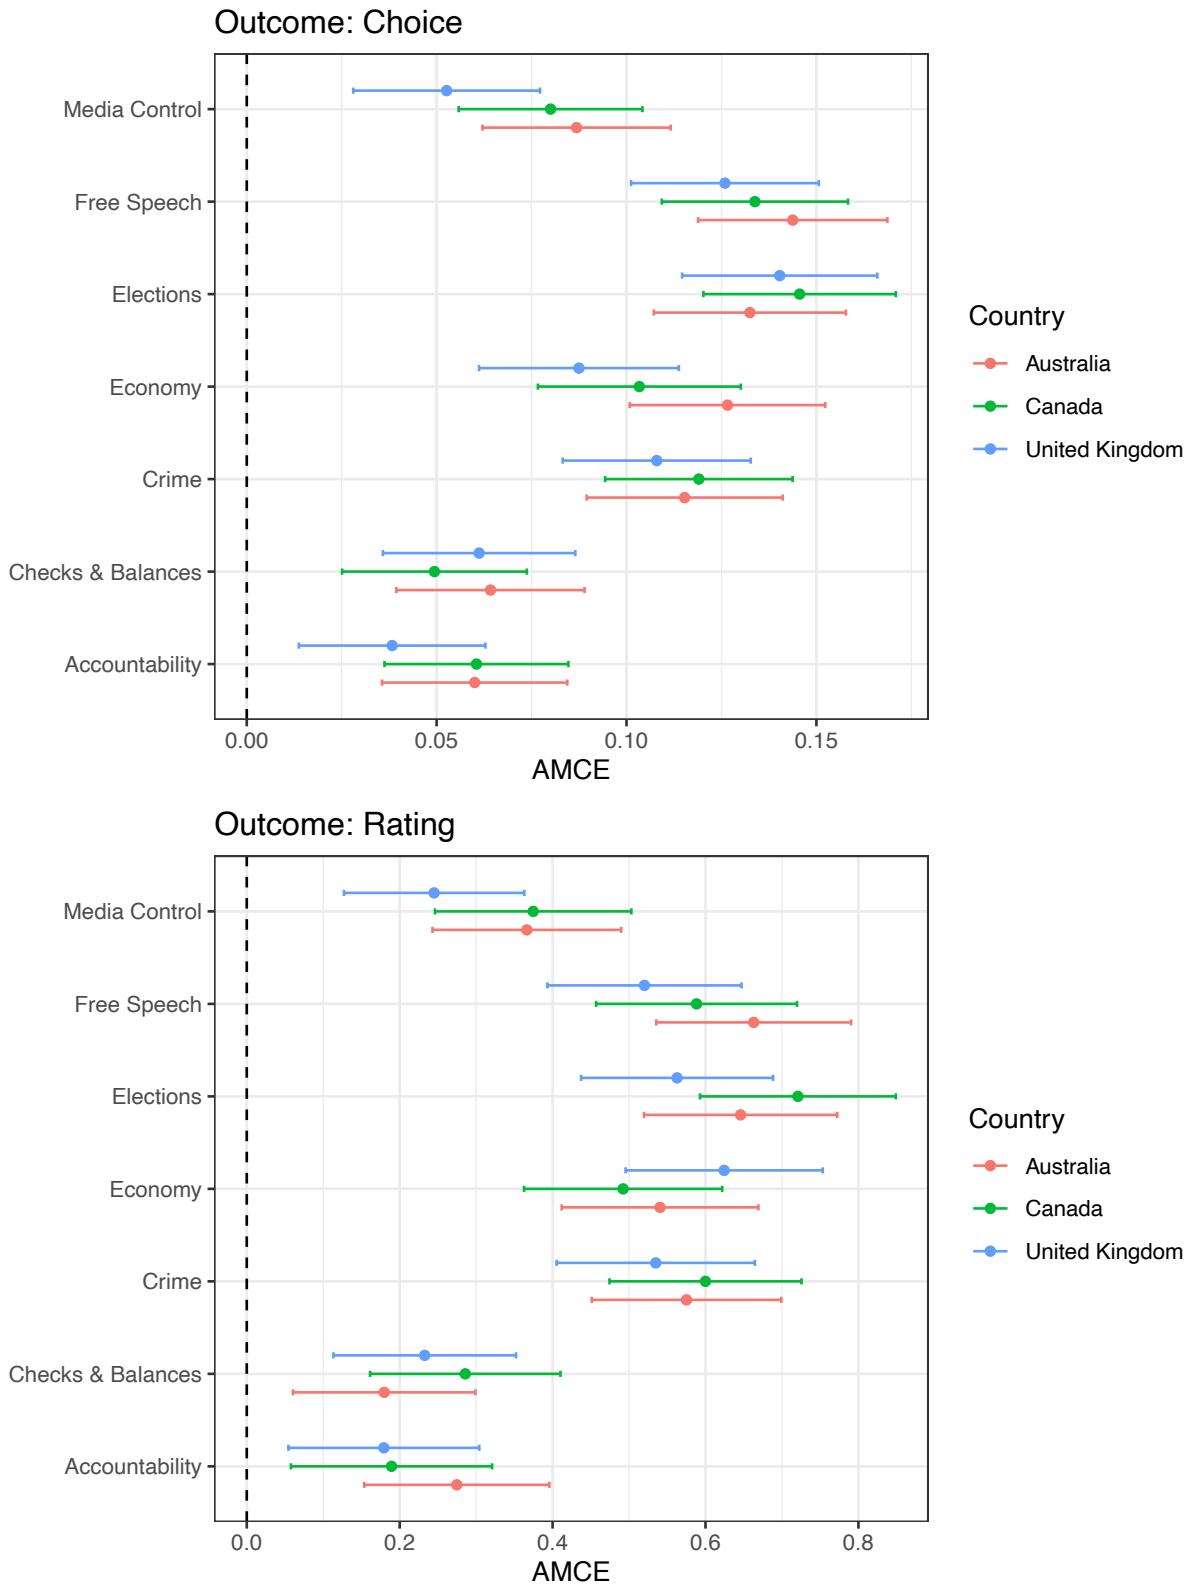 Outcome: Choice
Media Control
Free Speech
Elections
Economy
Crime
Checks & Balances
Accountability
0.00 0.05 0.10 0.15
AMCE
Country
Australia
Canada
United Kingdom
Outcome: Rating
Media Control
Free Speech
Elections
Economy
Crime
Checks & Balances
Accountability
0.0 0.2 0.4 0.6 0.8
AMCE
Country
Australia
Canada
United Kingdom